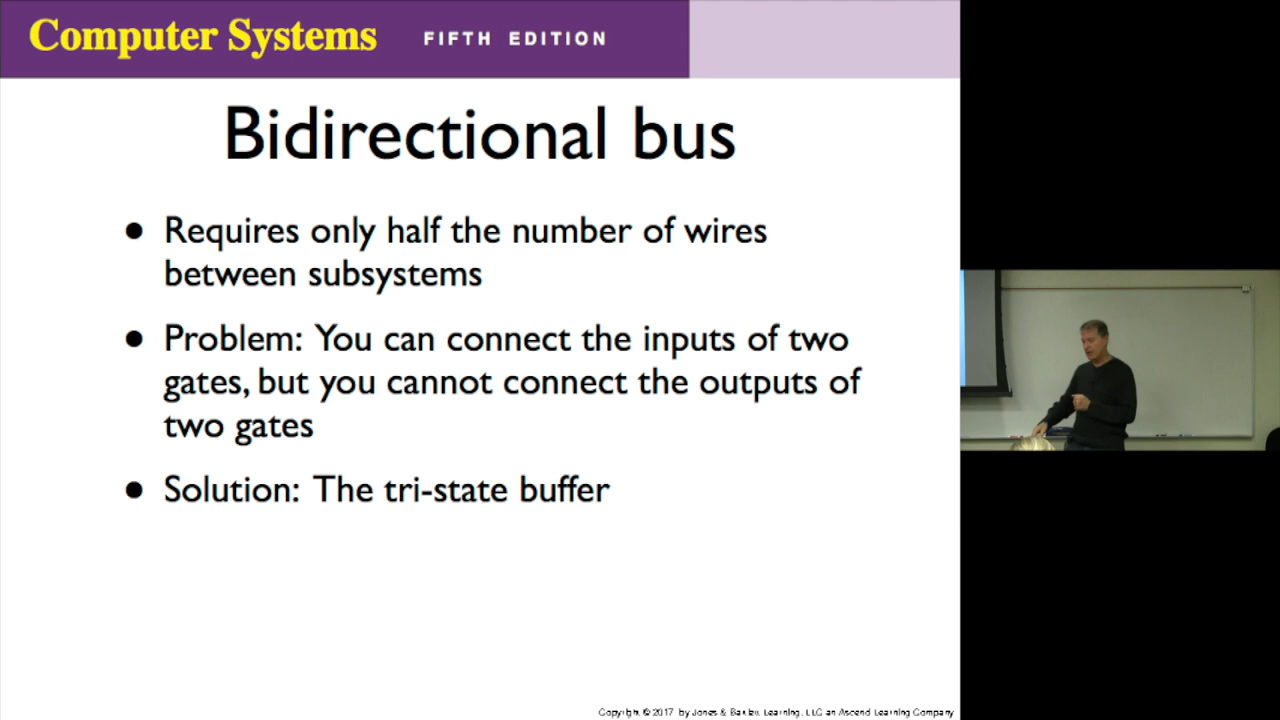 Computer Systems FIFTH EDITION
Bidirectional bus
• Requires only half the number of wires
between subsystems
• Problem: You can connect the inputs of two
gates, but you cannot connect the outputs of
two gates
• Solution: The tri-state buffer
Copyright © 2017 by Jones & Bartlett Learning, LLC an Ascend Learning Company